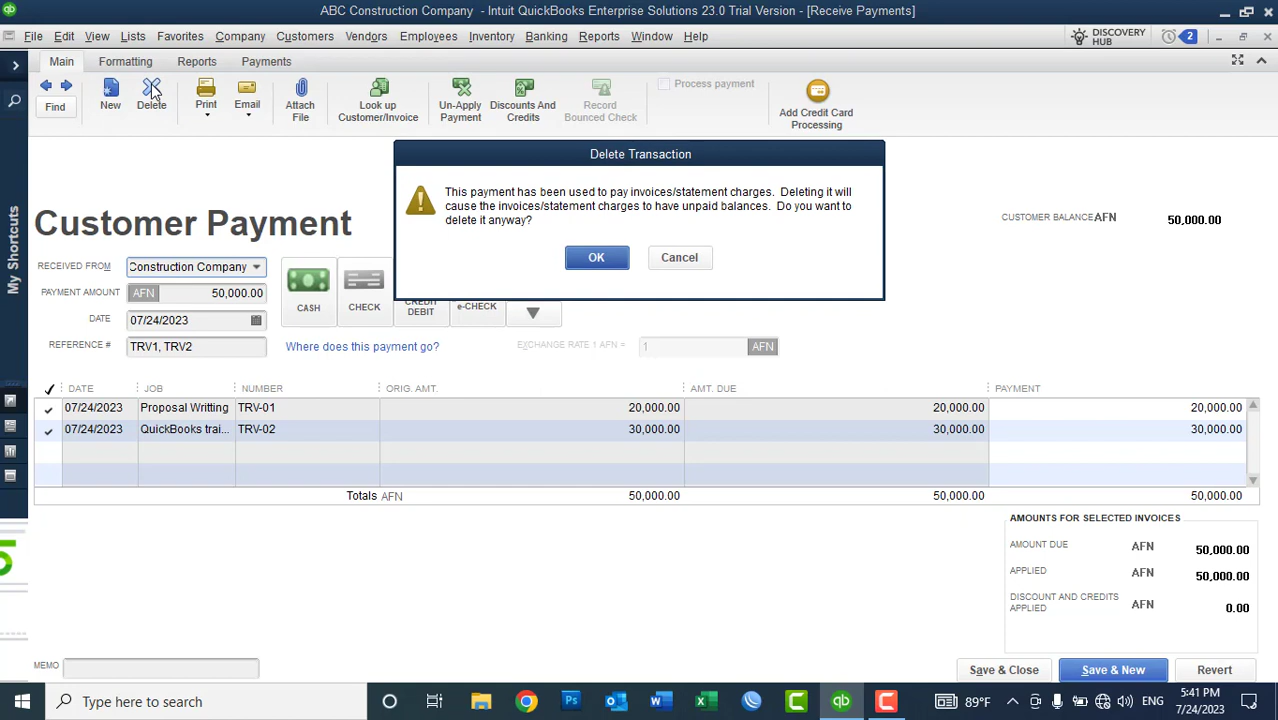 ABC Construction Company - Intuit QuickBooks Enterprise Solutions 23.0 Trial Version - [Receive Payments]
File Edit View Lists Favorites Company Customers Vendors Employees Inventory Banking Reports Window Help
DISCOVERY HUB
2
Main Formatting Reports Payments
Find
New
Delete
Print
Email
Attach File
Look up Customer/Invoice
Un-Apply Payment
Discounts And Credits
Record Bounced Check
Process payment
Add Credit Card Processing
My Shortcuts
Delete Transaction
This payment has been used to pay invoices/statement charges. Deleting it will
cause the invoices/statement charges to have unpaid balances. Do you want to
delete it anyway?
OK Cancel
Customer Payment
CUSTOMER BALANCE AFN 50,000.00
RECEIVED FROM Construction Company
PAYMENT AMOUNT AFN 50,000.00
DATE 07/24/2023
REFERENCE # TRV1, TRV2
CASH
CHECK
CREDIT DEBIT
e-CHECK
Where does this payment go?
EXCHANGE RATE 1 AFN = 1 AFN
DATE JOB NUMBER ORIG. AMT. AMT. DUE PAYMENT
07/24/2023 Proposal Writting TRV-01 20,000.00 20,000.00 20,000.00
07/24/2023 QuickBooks trai... TRV-02 30,000.00 30,000.00 30,000.00
Totals AFN 50,000.00 50,000.00 50,000.00
AMOUNTS FOR SELECTED INVOICES
AMOUNT DUE AFN 50,000.00
APPLIED AFN 50,000.00
DISCOUNT AND CREDITS APPLIED AFN 0.00
MEMO
Save & Close Save & New Revert
Type here to search
89°F
ENG
5:41 PM
7/24/2023